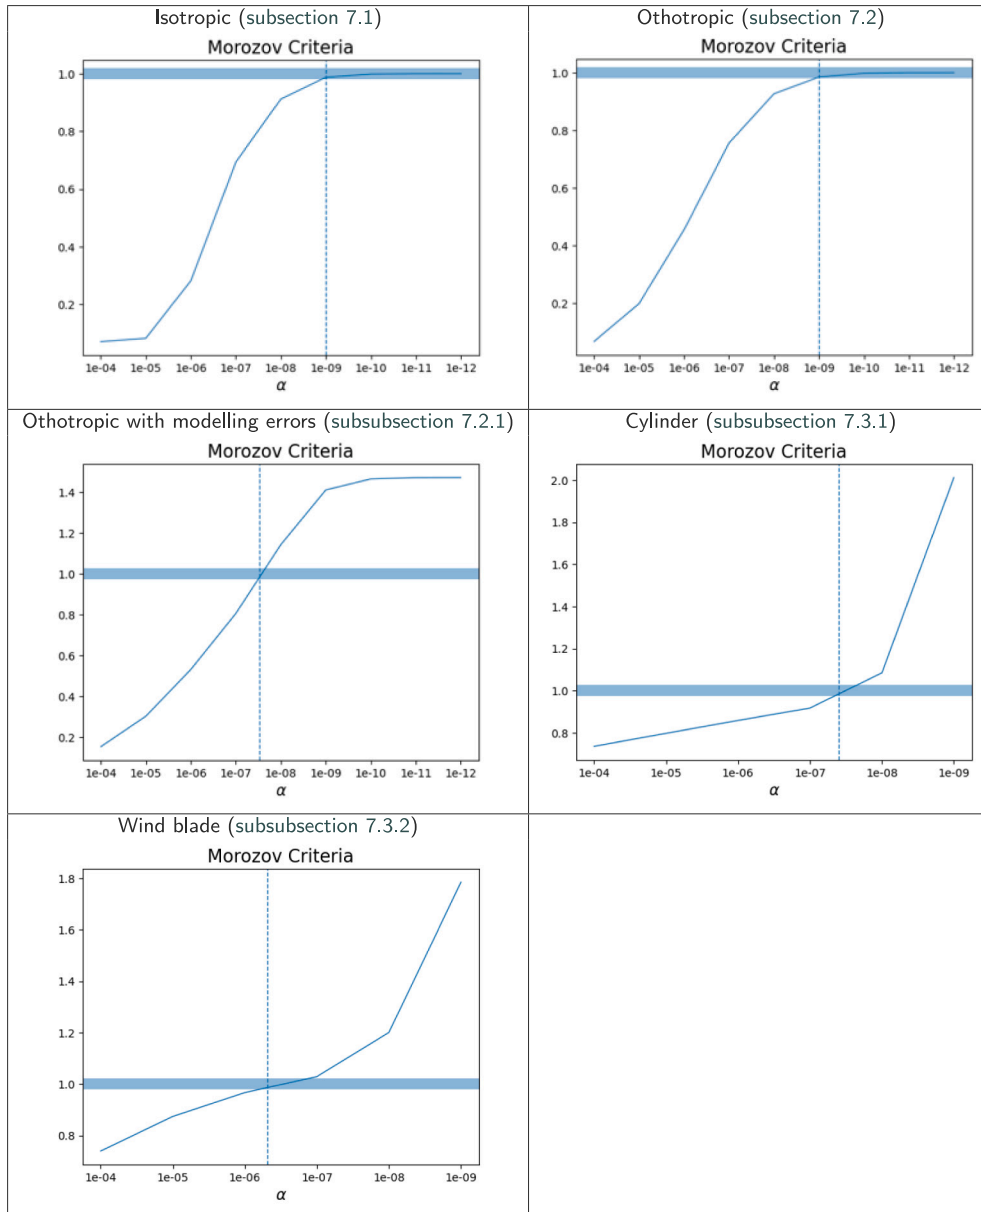 Isotropic (subsection 7.1)
Morozov Criteria
1.0
0.8
0.6
0.4
0.2
1e-04 1e-05 1e-06 1e-07 1e-08 1e-09 1e-10 1e-11 1e-12
α
Othotropic (subsection 7.2)
Morozov Criteria
1.0
0.8
0.6
0.4
0.2
1e-04 1e-05 1e-06 1e-07 1e-08 1e-09 1e-10 1e-11 1e-12
α
Othotropic with modelling errors (subsubsection 7.2.1)
Morozov Criteria
1.4
1.2
1.0
0.8
0.6
0.4
0.2
1e-04 1e-05 1e-06 1e-07 1e-08 1e-09 1e-10 1e-11 1e-12
α
Cylinder (subsubsection 7.3.1)
Morozov Criteria
2.0
1.8
1.6
1.4
1.2
1.0
0.8
1e-04 1e-05 1e-06 1e-07 1e-08 1e-09
α
Wind blade (subsubsection 7.3.2)
Morozov Criteria
1.8
1.6
1.4
1.2
1.0
0.8
1e-04 1e-05 1e-06 1e-07 1e-08 1e-09
α